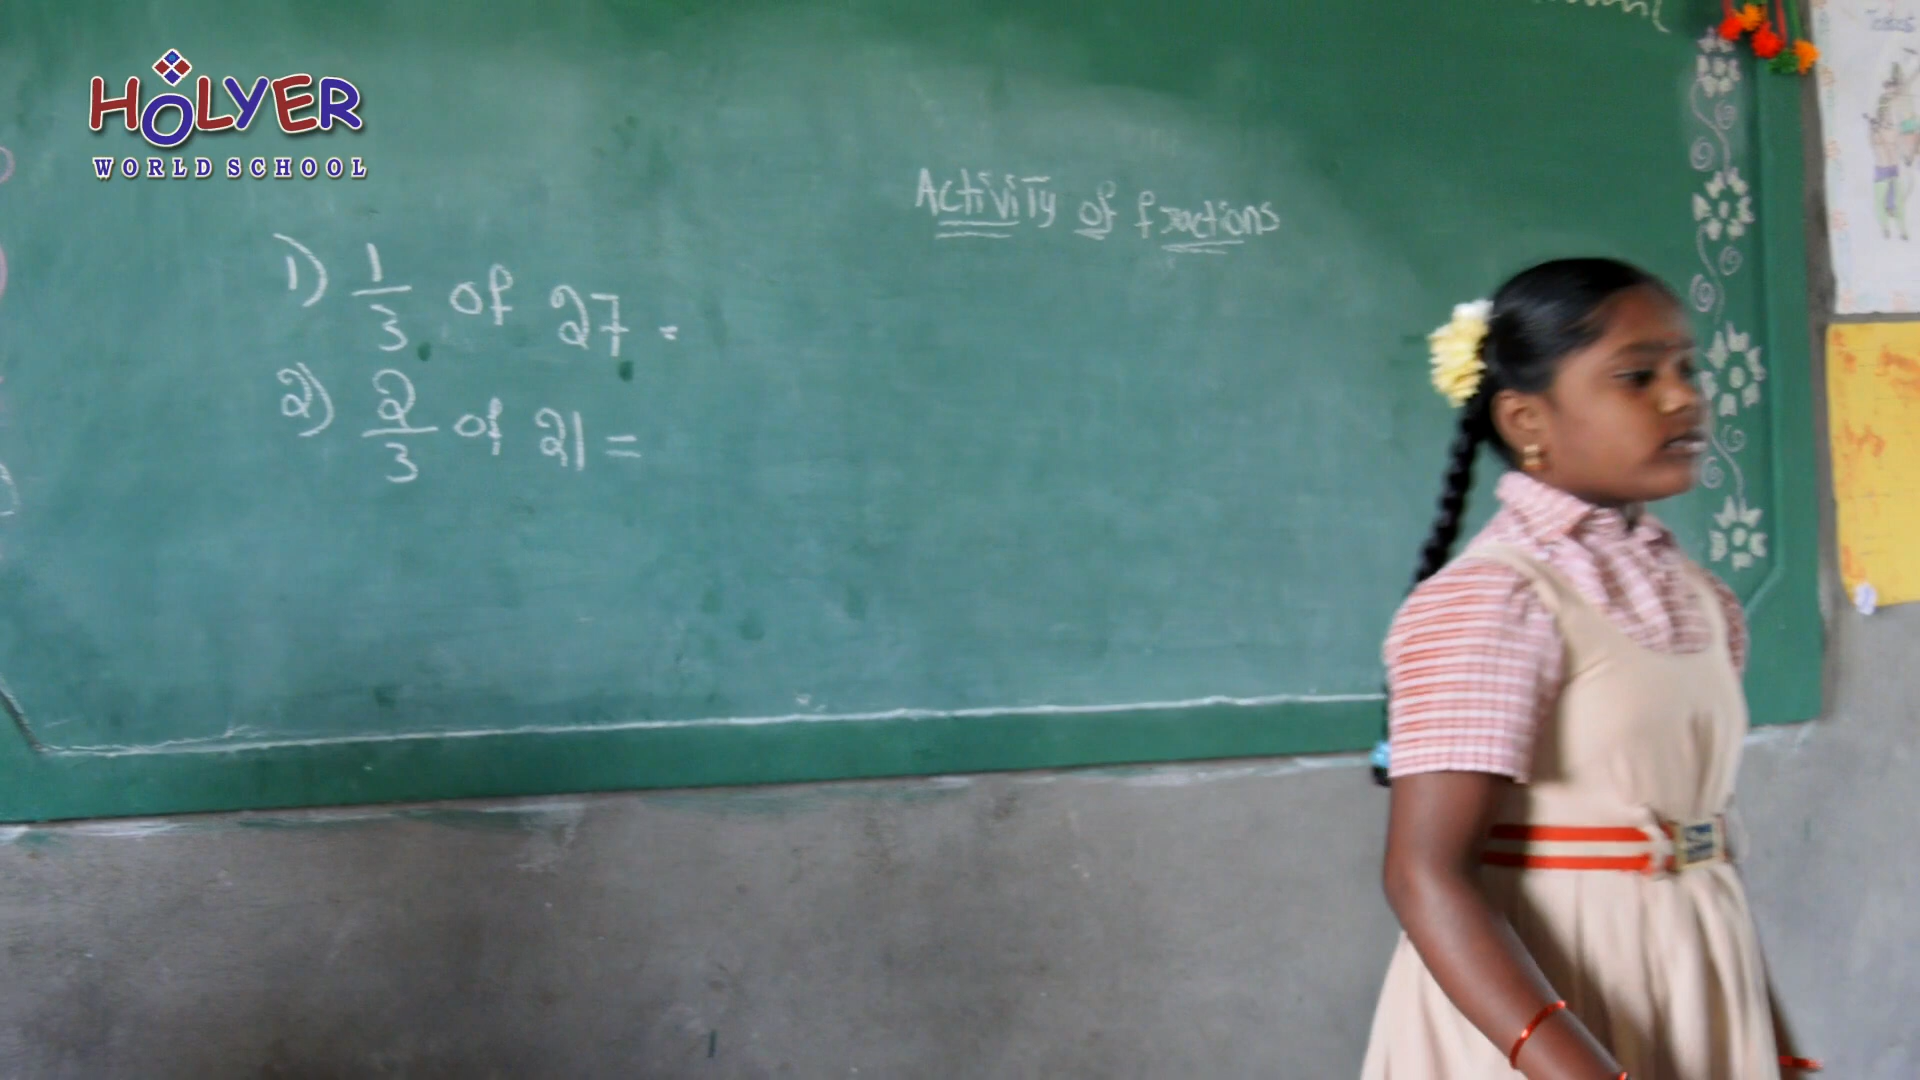 HOLYER
WORLD SCHOOL
Activity of fractions
1) 1/3 of 27 =
2) 2/3 of 21 =